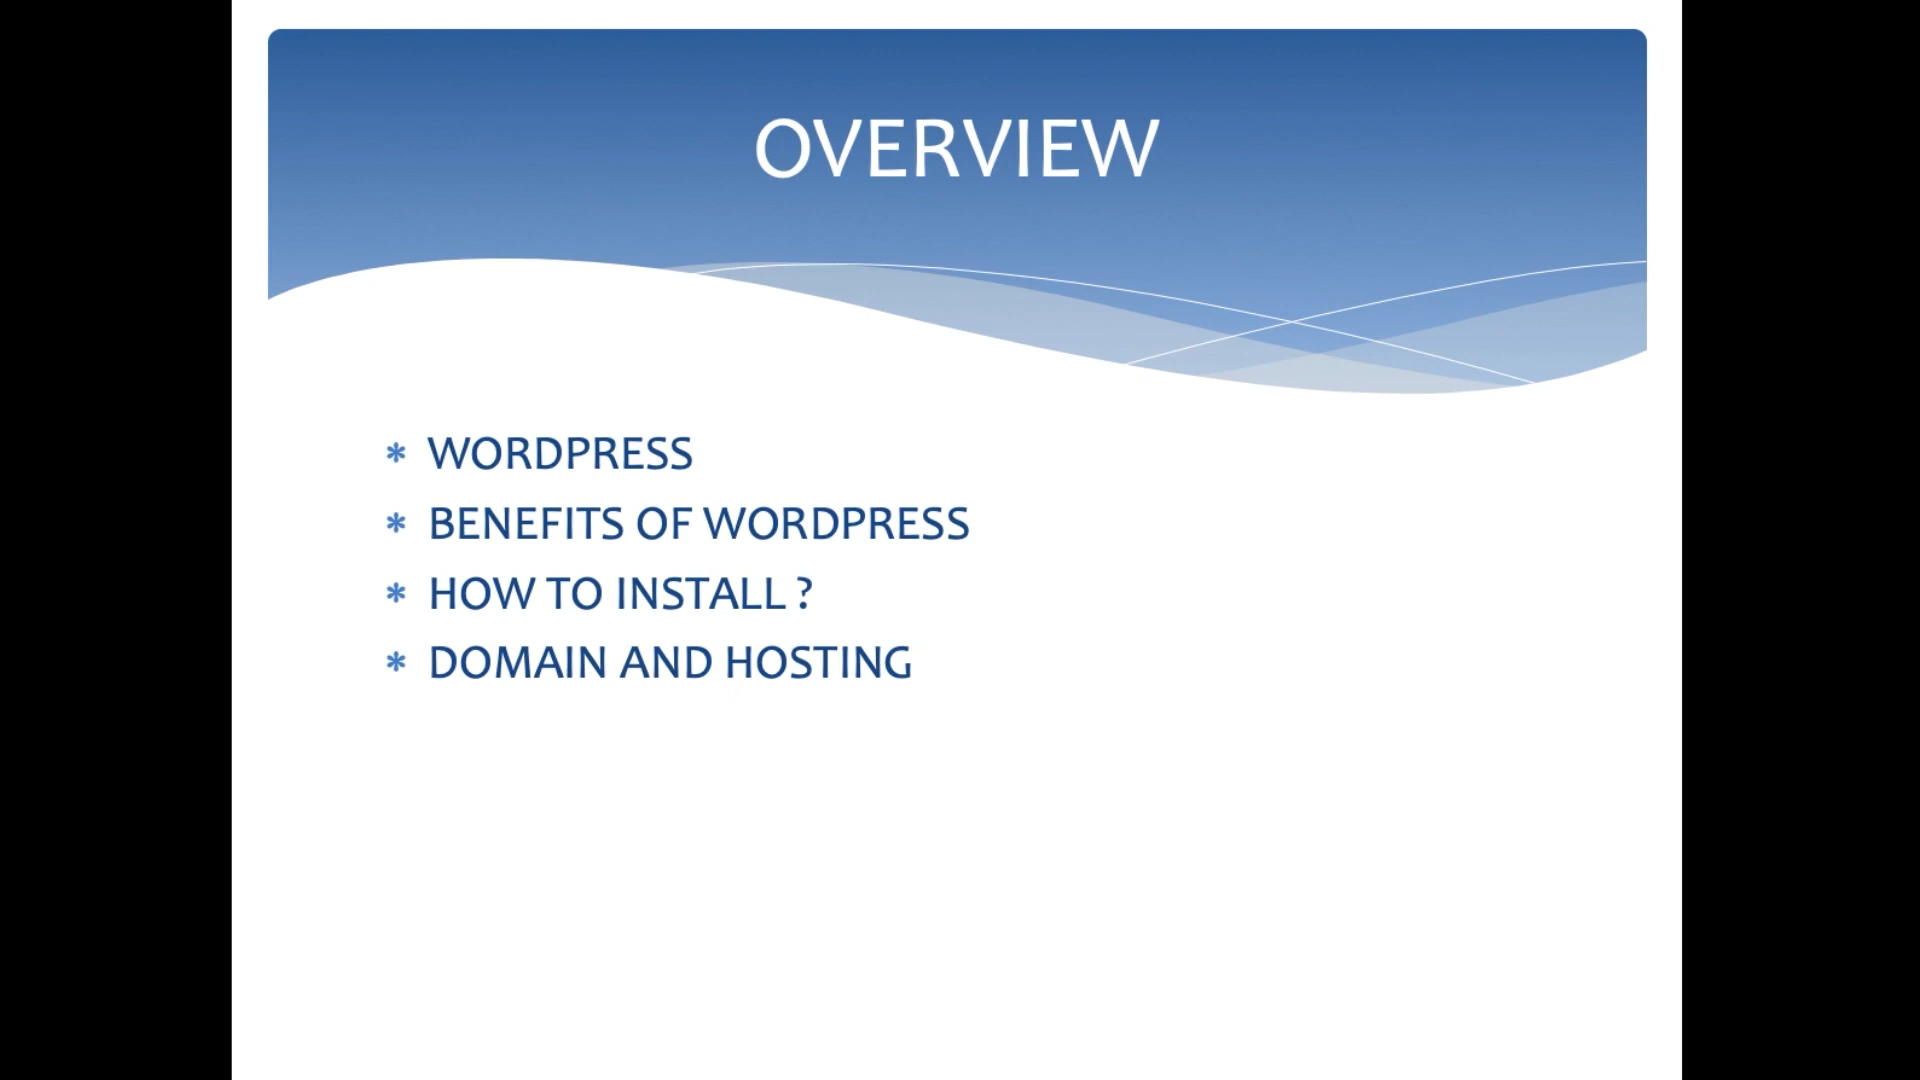 OVERVIEW
* WORDPRESS
* BENEFITS OF WORDPRESS
* HOW TO INSTALL ?
* DOMAIN AND HOSTING